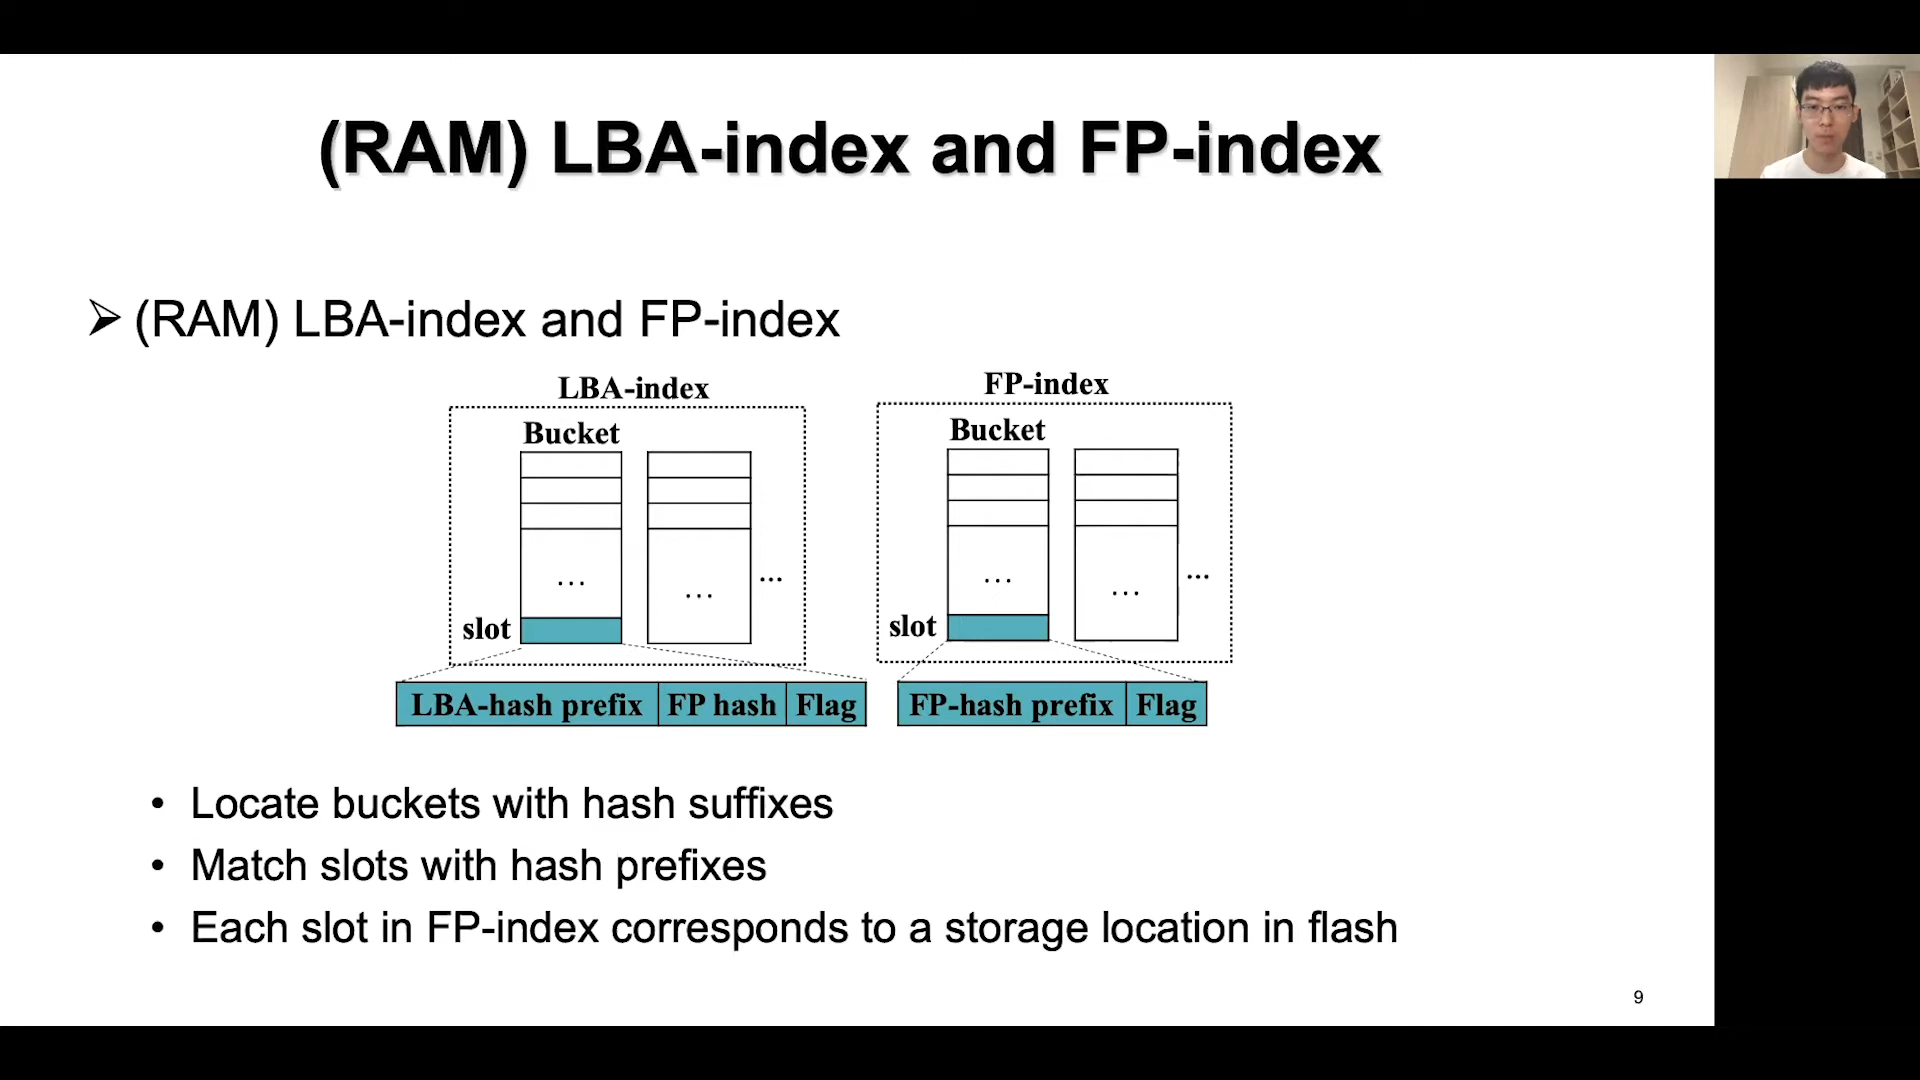 (RAM) LBA-index and FP-index
➢ (RAM) LBA-index and FP-index
LBA-index
Bucket
...
...
...
slot
LBA-hash prefix FP hash Flag
FP-index
Bucket
...
...
...
slot
FP-hash prefix Flag
• Locate buckets with hash suffixes
• Match slots with hash prefixes
• Each slot in FP-index corresponds to a storage location in flash
9